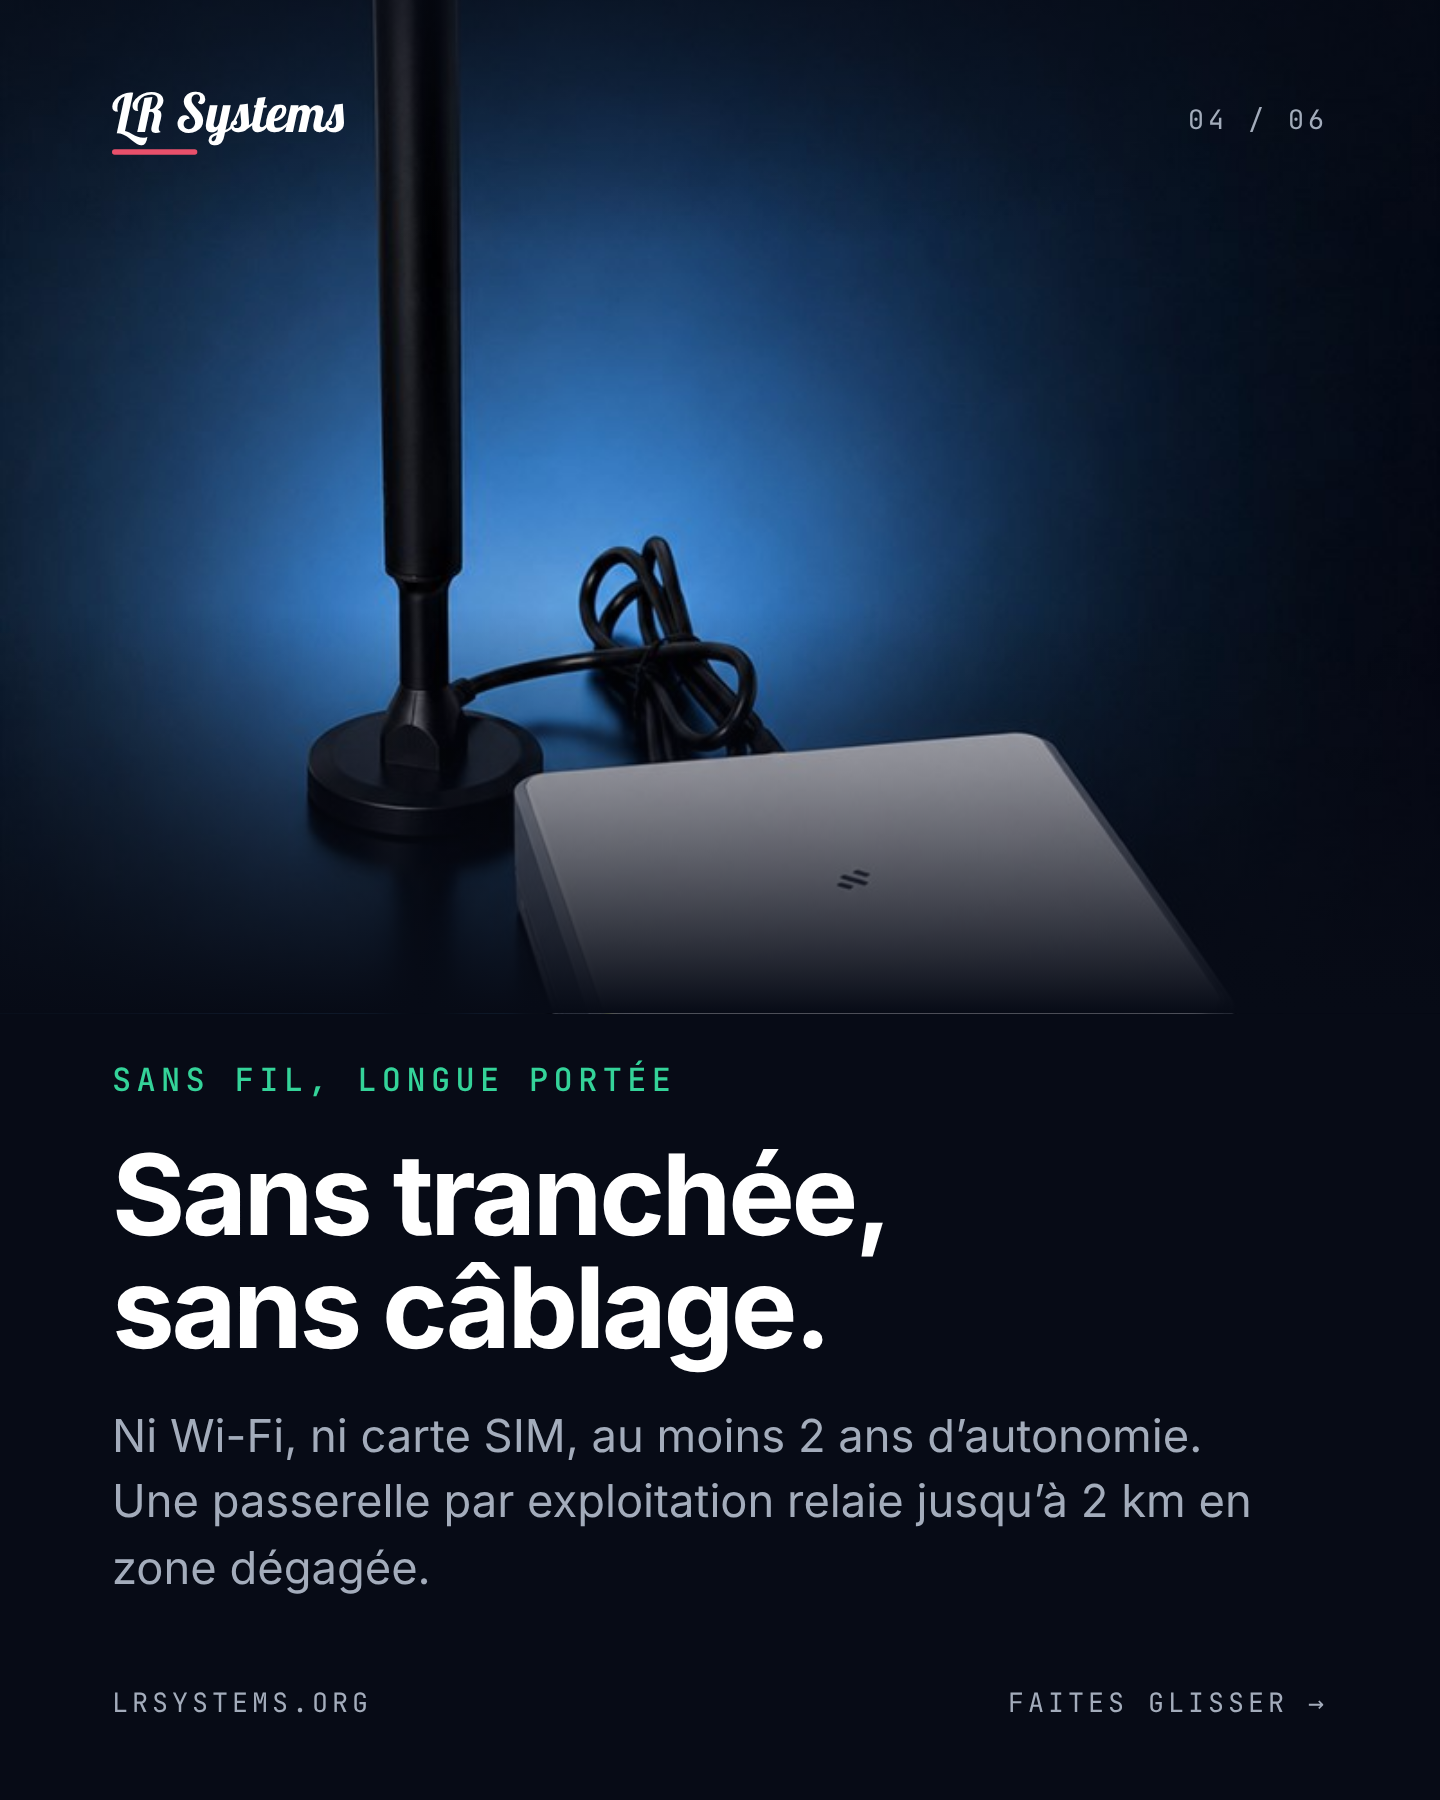 LR Systems
04 / 06
SANS FIL, LONGUE PORTÉE
Sans tranchée,
sans câblage.
Ni Wi-Fi, ni carte SIM, au moins 2 ans d’autonomie.
Une passerelle par exploitation relaie jusqu’à 2 km en
zone dégagée.
LRSYSTEMS.ORG
FAITES GLISSER →